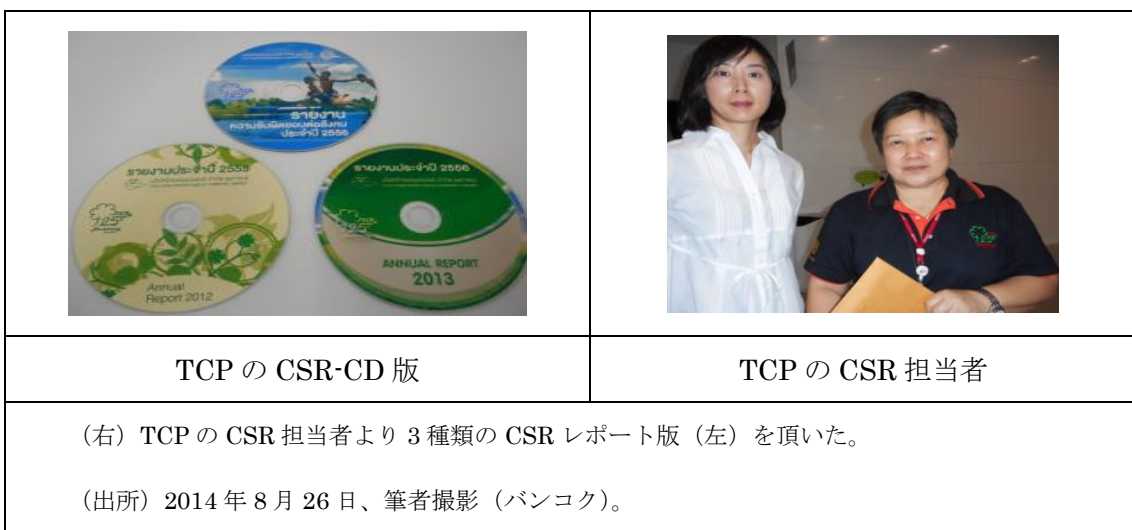 รายงาน
ความรับผิดชอบต่อสังคม
ประจำปี 2556
รายงานประจำปี 2555
Annual
Report 2012
รายงานประจำปี 2556
ANNUAL REPORT
2013
TCP の CSR-CD 版
TCP の CSR 担当者
（右）TCP の CSR 担当者より 3 種類の CSR レポート版（左）を頂いた。
（出所）2014 年 8 月 26 日、筆者撮影（バンコク）。